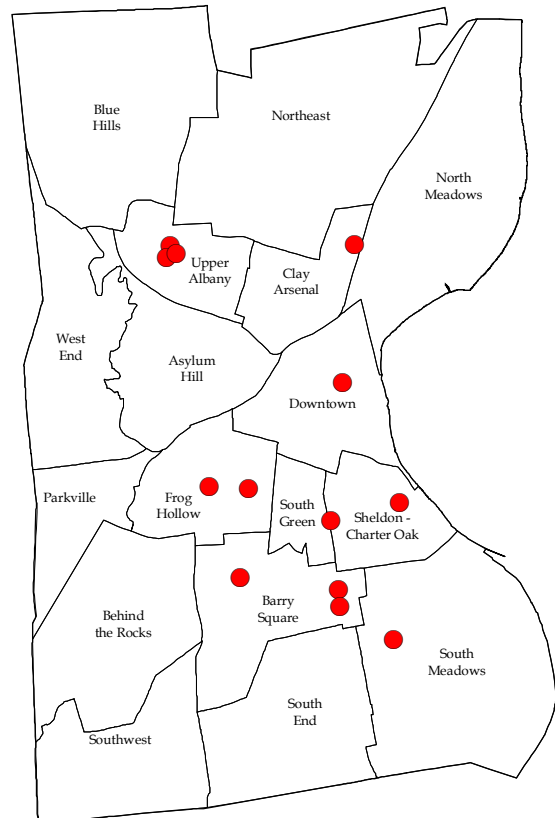 Blue
Hills
Northeast
North
Meadows
Upper
Albany
Clay
Arsenal
West
End
Asylum
Hill
Downtown
Parkville
Frog
Hollow
South
Green
Sheldon -
Charter Oak
Behind
the Rocks
Barry
Square
South
Meadows
South
End
Southwest